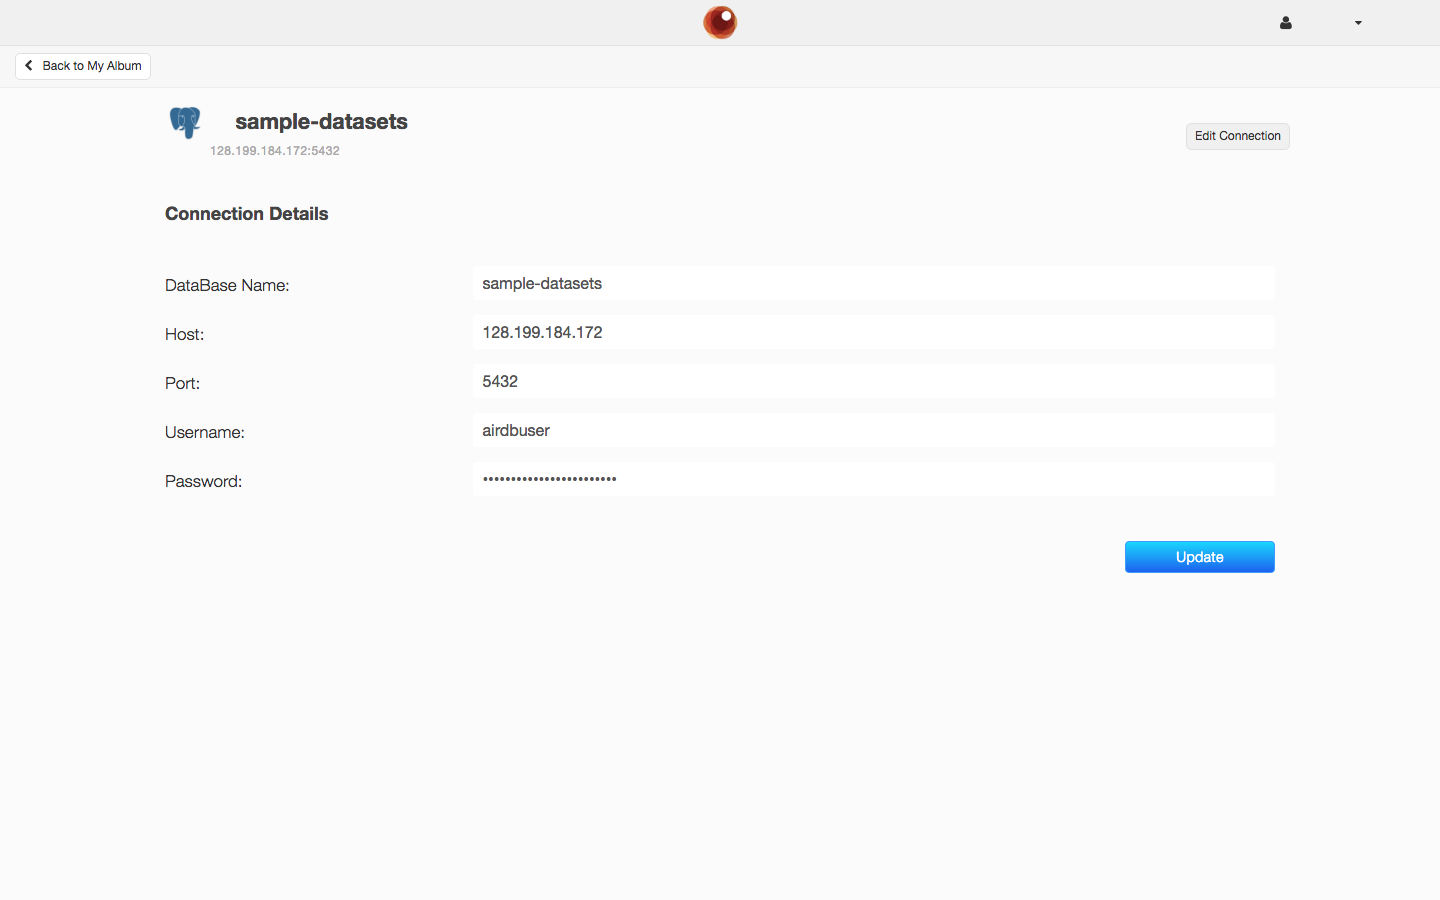 Back to My Album
sample-datasets
128.199.184.172:5432
Edit Connection
Connection Details
DataBase Name:
sample-datasets
Host:
128.199.184.172
Port:
5432
Username:
airdbuser
Password:
••••••••••••••••••••••••
Update